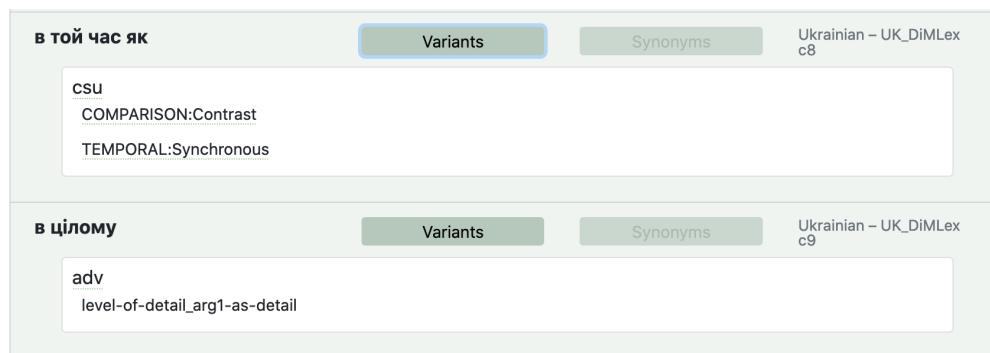 в той час як
Variants
Synonyms
Ukrainian – UK_DiMLex
c8
csu
COMPARISON:Contrast
TEMPORAL:Synchronous
в цілому
Variants
Synonyms
Ukrainian – UK_DiMLex
c9
adv
level-of-detail_arg1-as-detail